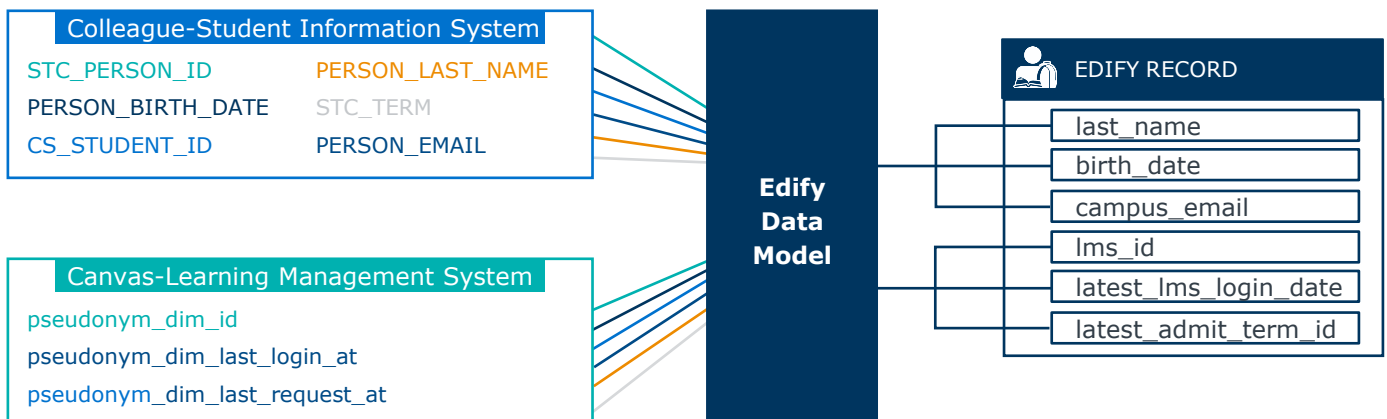 Colleague-Student Information System
STC_PERSON_ID PERSON_LAST_NAME
PERSON_BIRTH_DATE STC_TERM
CS_STUDENT_ID PERSON_EMAIL
Canvas-Learning Management System
pseudonym_dim_id
pseudonym_dim_last_login_at
pseudonym_dim_last_request_at
Edify
Data
Model
EDIFY RECORD
last_name
birth_date
campus_email
lms_id
latest_lms_login_date
latest_admit_term_id